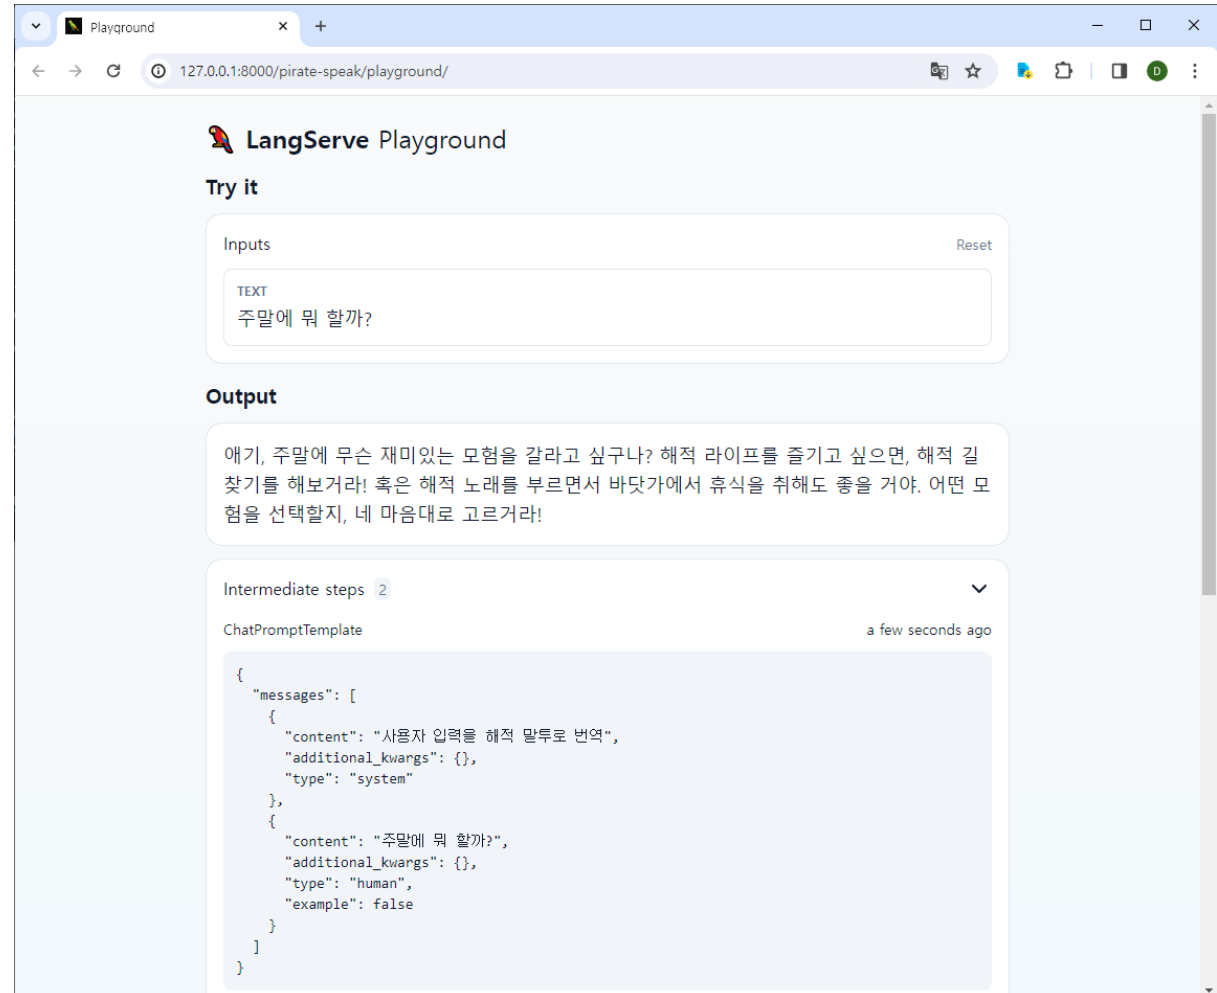 Playground
127.0.0.1:8000/pirate-speak/playground/
D
LangServe Playground
Try it
Inputs
Reset
TEXT
주말에 뭐 할까?
Output
얘기, 주말에 무슨 재미있는 모험을 갈라고 싶구나? 해적 라이프를 즐기고 싶으면, 해적 길
찾기를 해보거라! 혹은 해적 노래를 부르면서 바닷가에서 휴식을 취해도 좋을 거야. 어떤 모
험을 선택할지, 네 마음대로 고르거라!
Intermediate steps 2
ChatPromptTemplate
a few seconds ago
{
"messages": [
{
"content": "사용자 입력을 해적 말투로 번역",
"additional_kwargs": {},
"type": "system"
},
{
"content": "주말에 뭐 할까?",
"additional_kwargs": {},
"type": "human",
"example": false
}
]
}